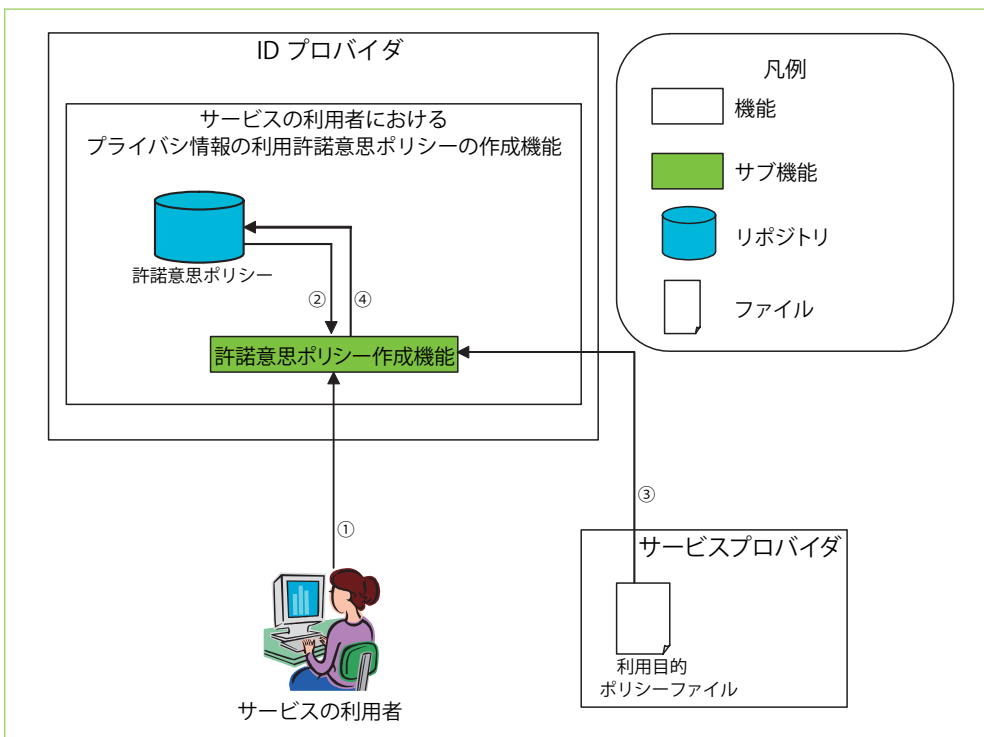 ID プロバイダ
サービスの利用者における
プライバシ情報の利用許諾意思ポリシーの作成機能
許諾意思ポリシー
②
④
許諾意思ポリシー作成機能
①
③
サービスの利用者
サービスプロバイダ
利用目的
ポリシーファイル
凡例
機能
サブ機能
リポジトリ
ファイル